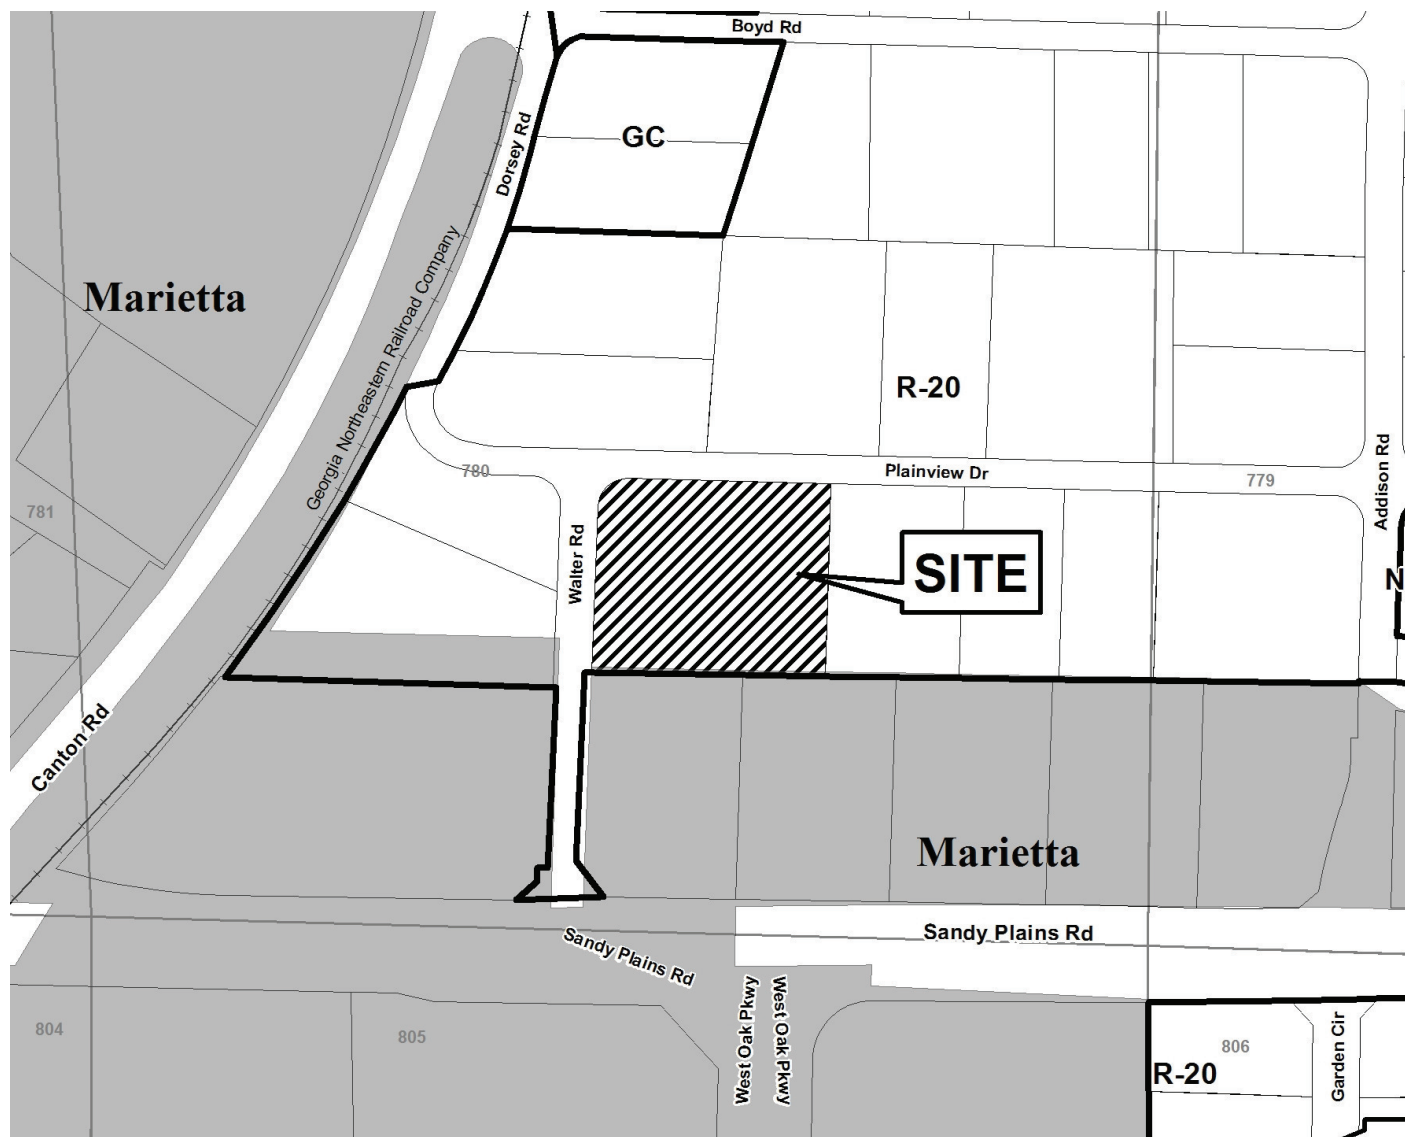 Boyd Rd
GC
Dorsey Rd
Marietta
Georgia Northeastern Railroad Company
R-20
Addison Rd
780
Plainview Dr
779
781
Walter Rd
SITE
N
Canton Rd
Marietta
Sandy Plains Rd
Sandy Plains Rd
West Oak Pkwy
West Oak Pkwy
804
805
806
Garden Cir
R-20